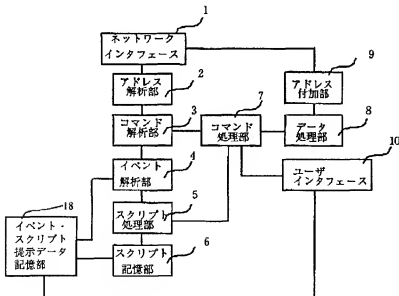 1
ネットワーク
インタフェース
2
アドレス
解析部
9
アドレス
付加部
3
コマンド
解析部
7
コマンド
処理部
8
データ
処理部
4
イベント
解析部
10
ユーザ
インタフェース
5
スクリプト
処理部
18
イベント・
スクリプト
提示データ
記憶部
6
スクリプト
記憶部